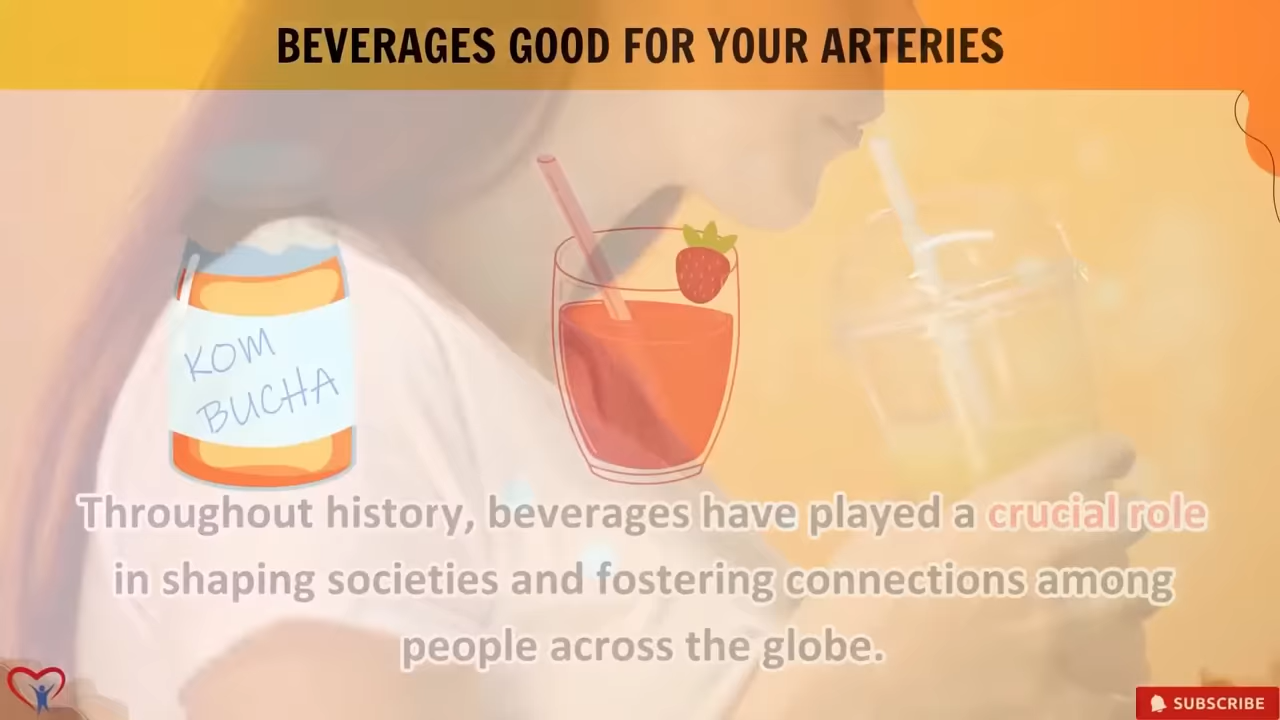 BEVERAGES GOOD FOR YOUR ARTERIES
KOM
BUCHA
Throughout history, beverages have played a crucial role
in shaping societies and fostering connections among
people across the globe.
SUBSCRIBE